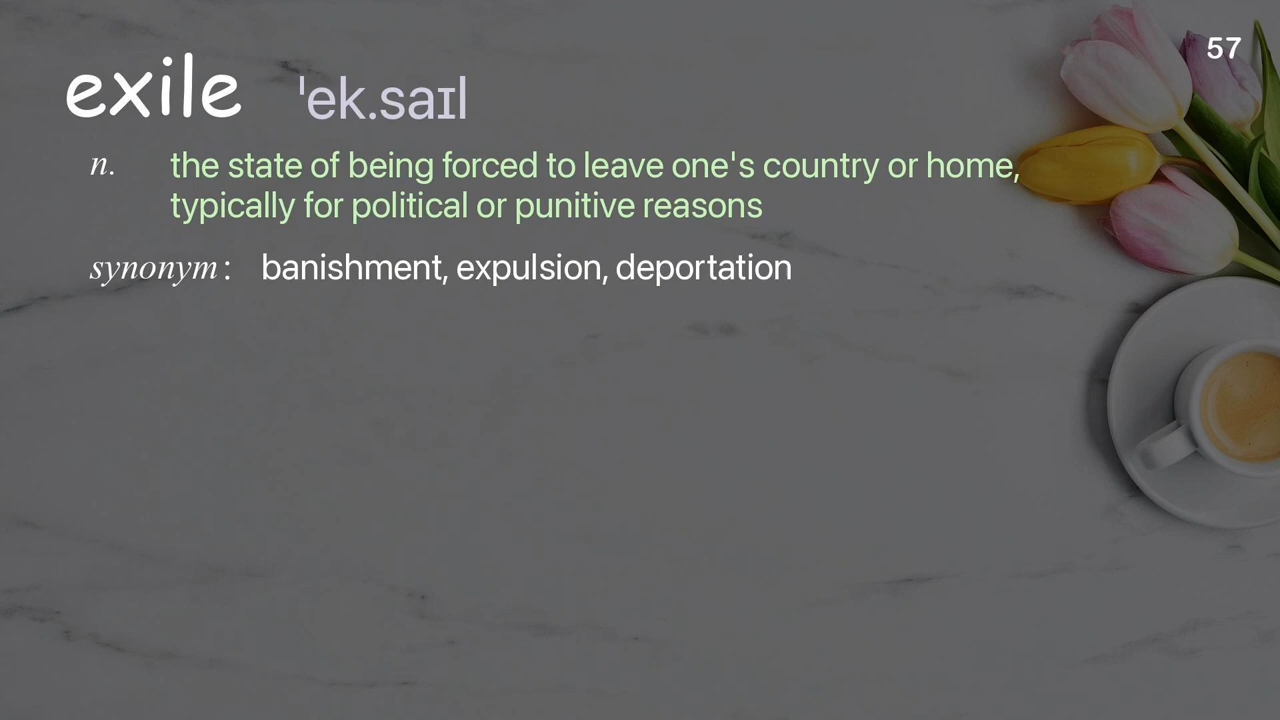 57
exile ˈek.saɪl
n. the state of being forced to leave one's country or home,
typically for political or punitive reasons
synonym: banishment, expulsion, deportation